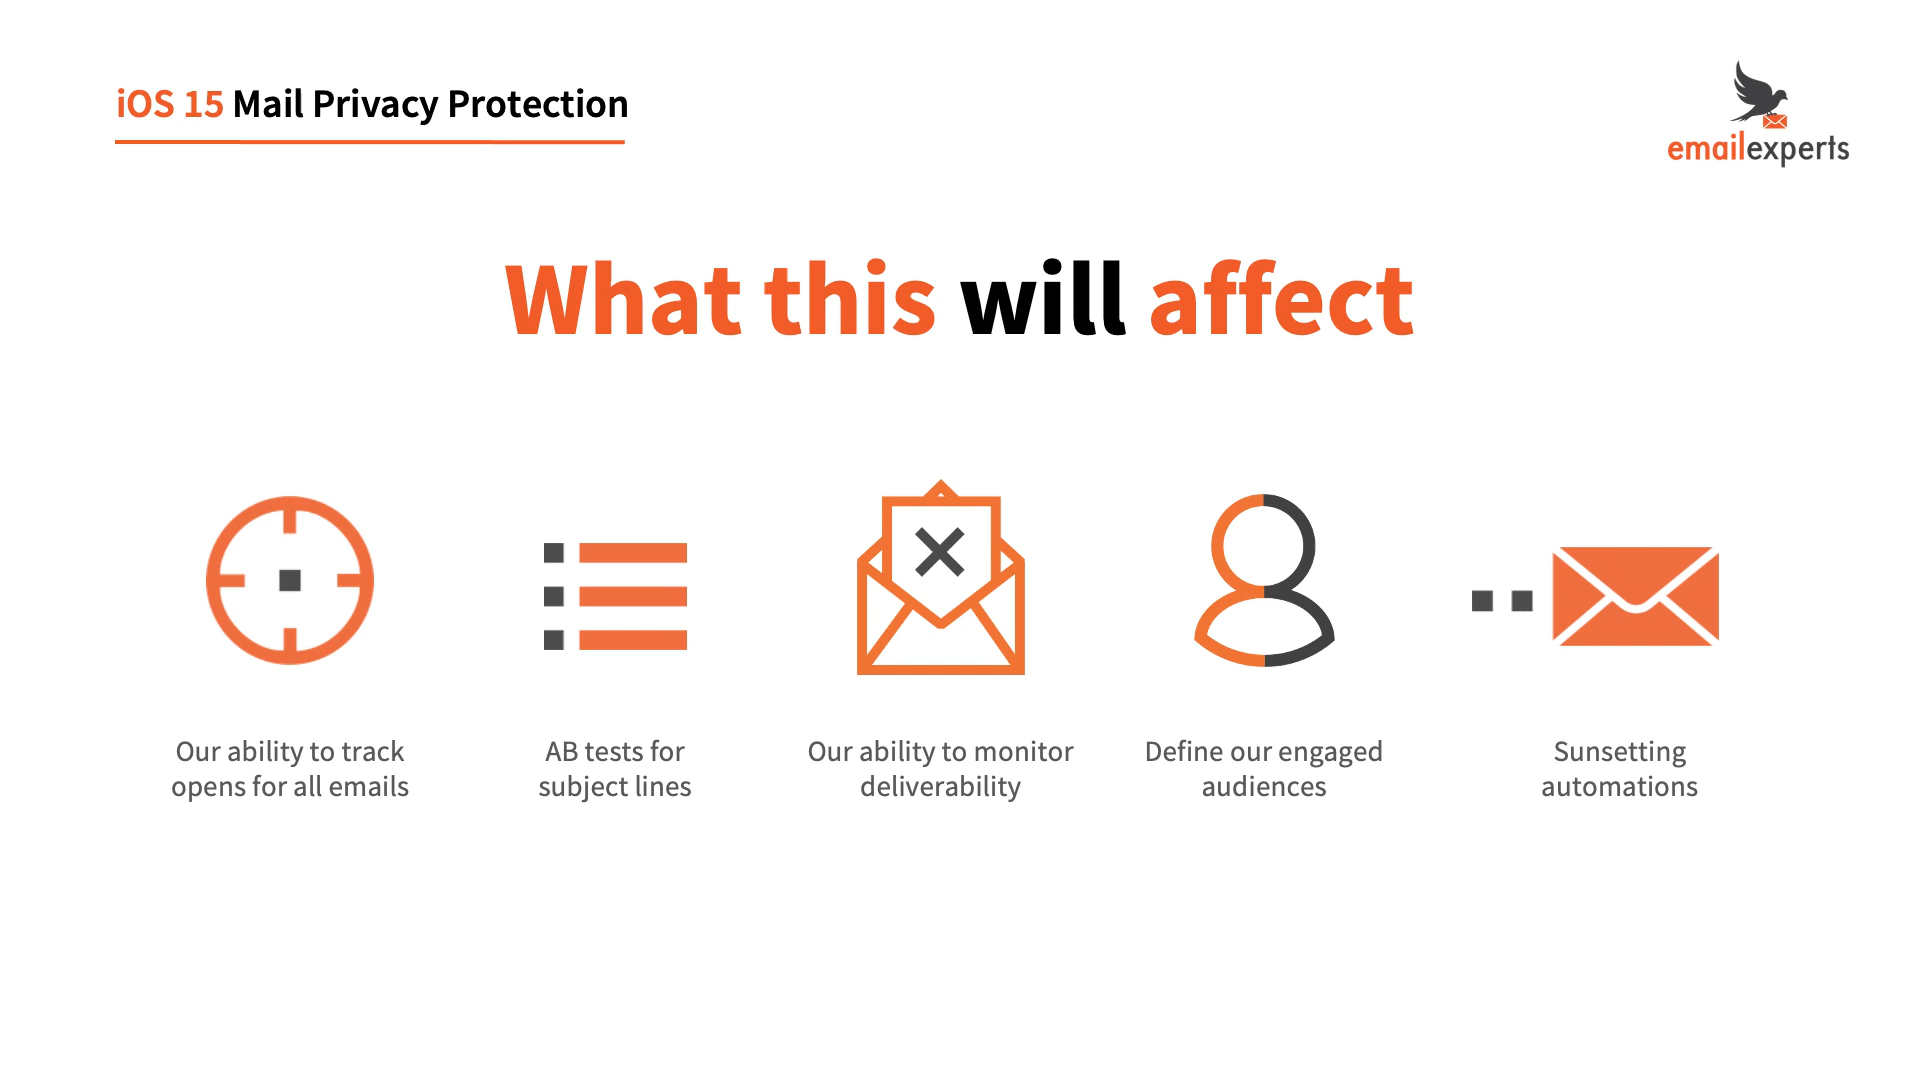 iOS 15 Mail Privacy Protection
emailexperts
What this will affect
Our ability to track
opens for all emails
AB tests for
subject lines
Our ability to monitor
deliverability
Define our engaged
audiences
Sunsetting
automations